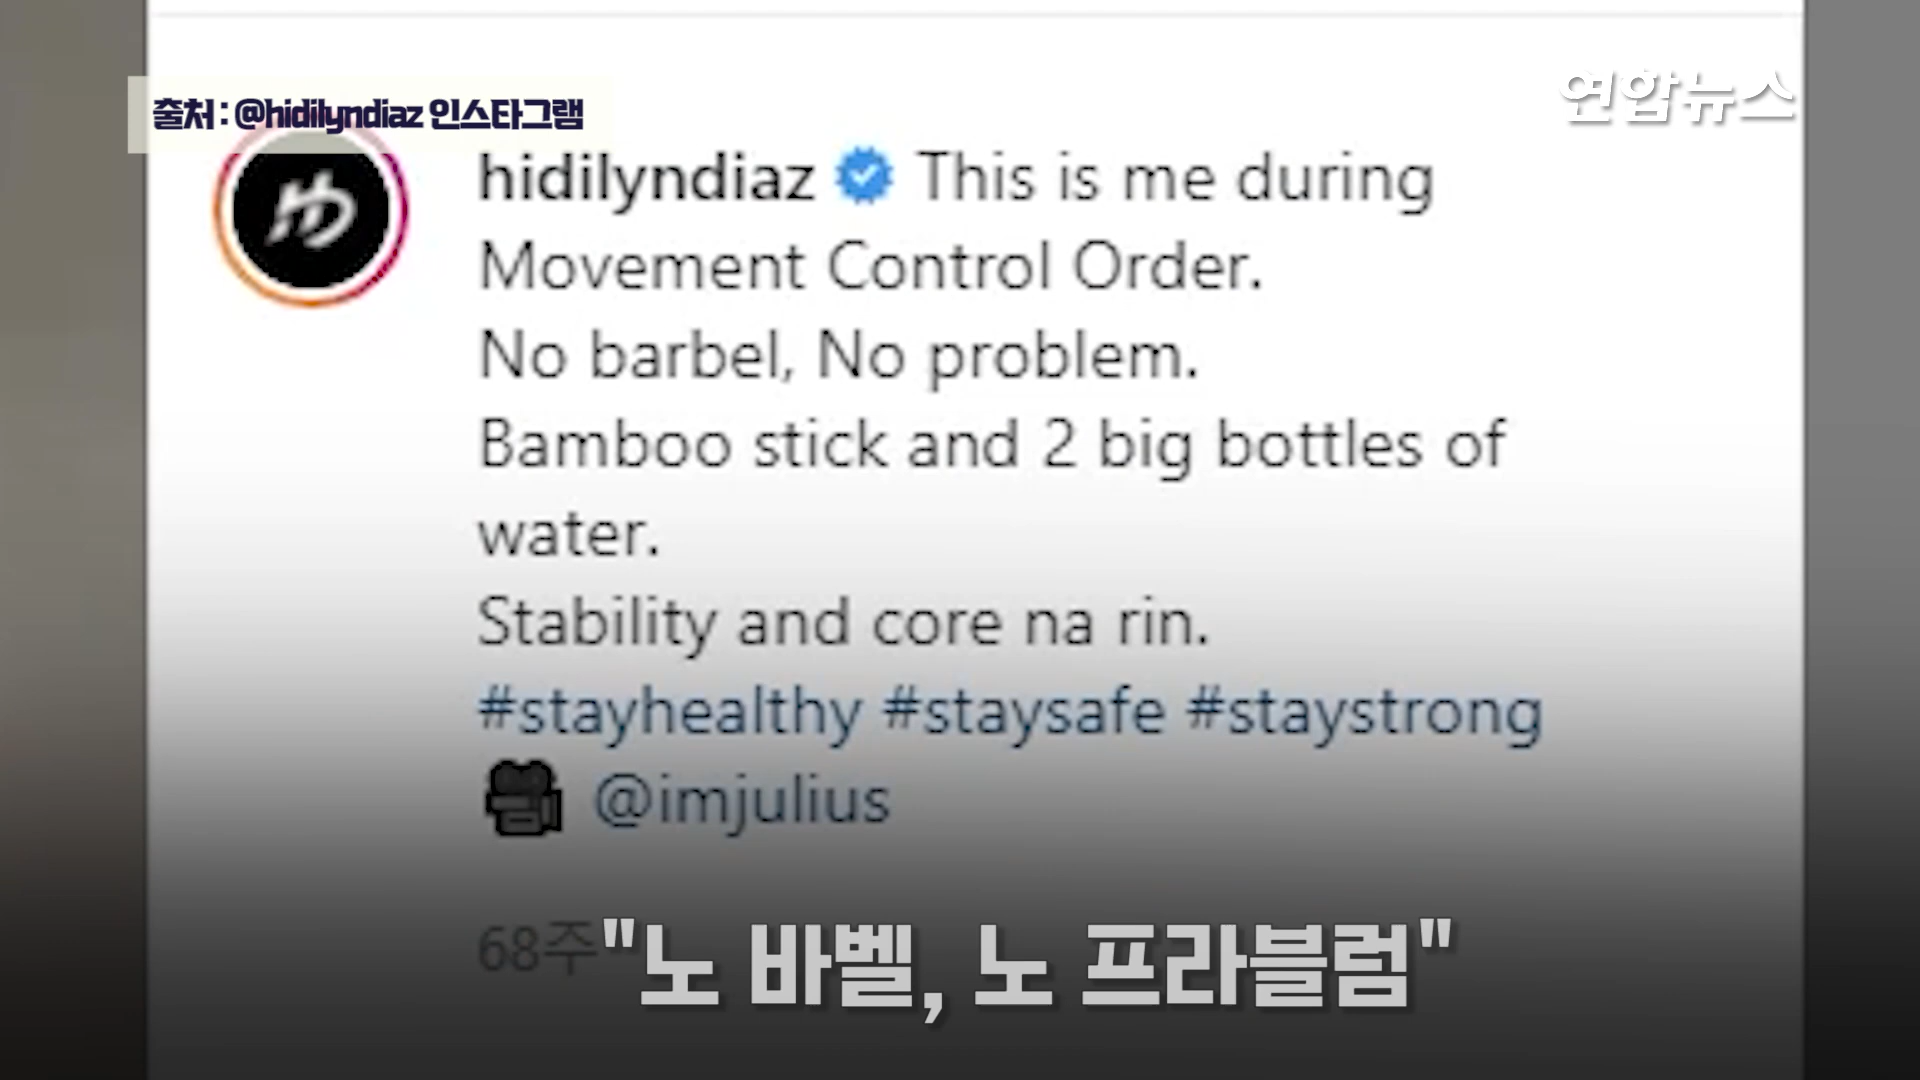 출처 : @hidilyndiaz 인스타그램
연합뉴스
hidilyndiaz This is me during
Movement Control Order.
No barbel, No problem.
Bamboo stick and 2 big bottles of
water.
Stability and core na rin.
#stayhealthy #staysafe #staystrong
@imjulius
68주
"노 바벨, 노 프라블럼"